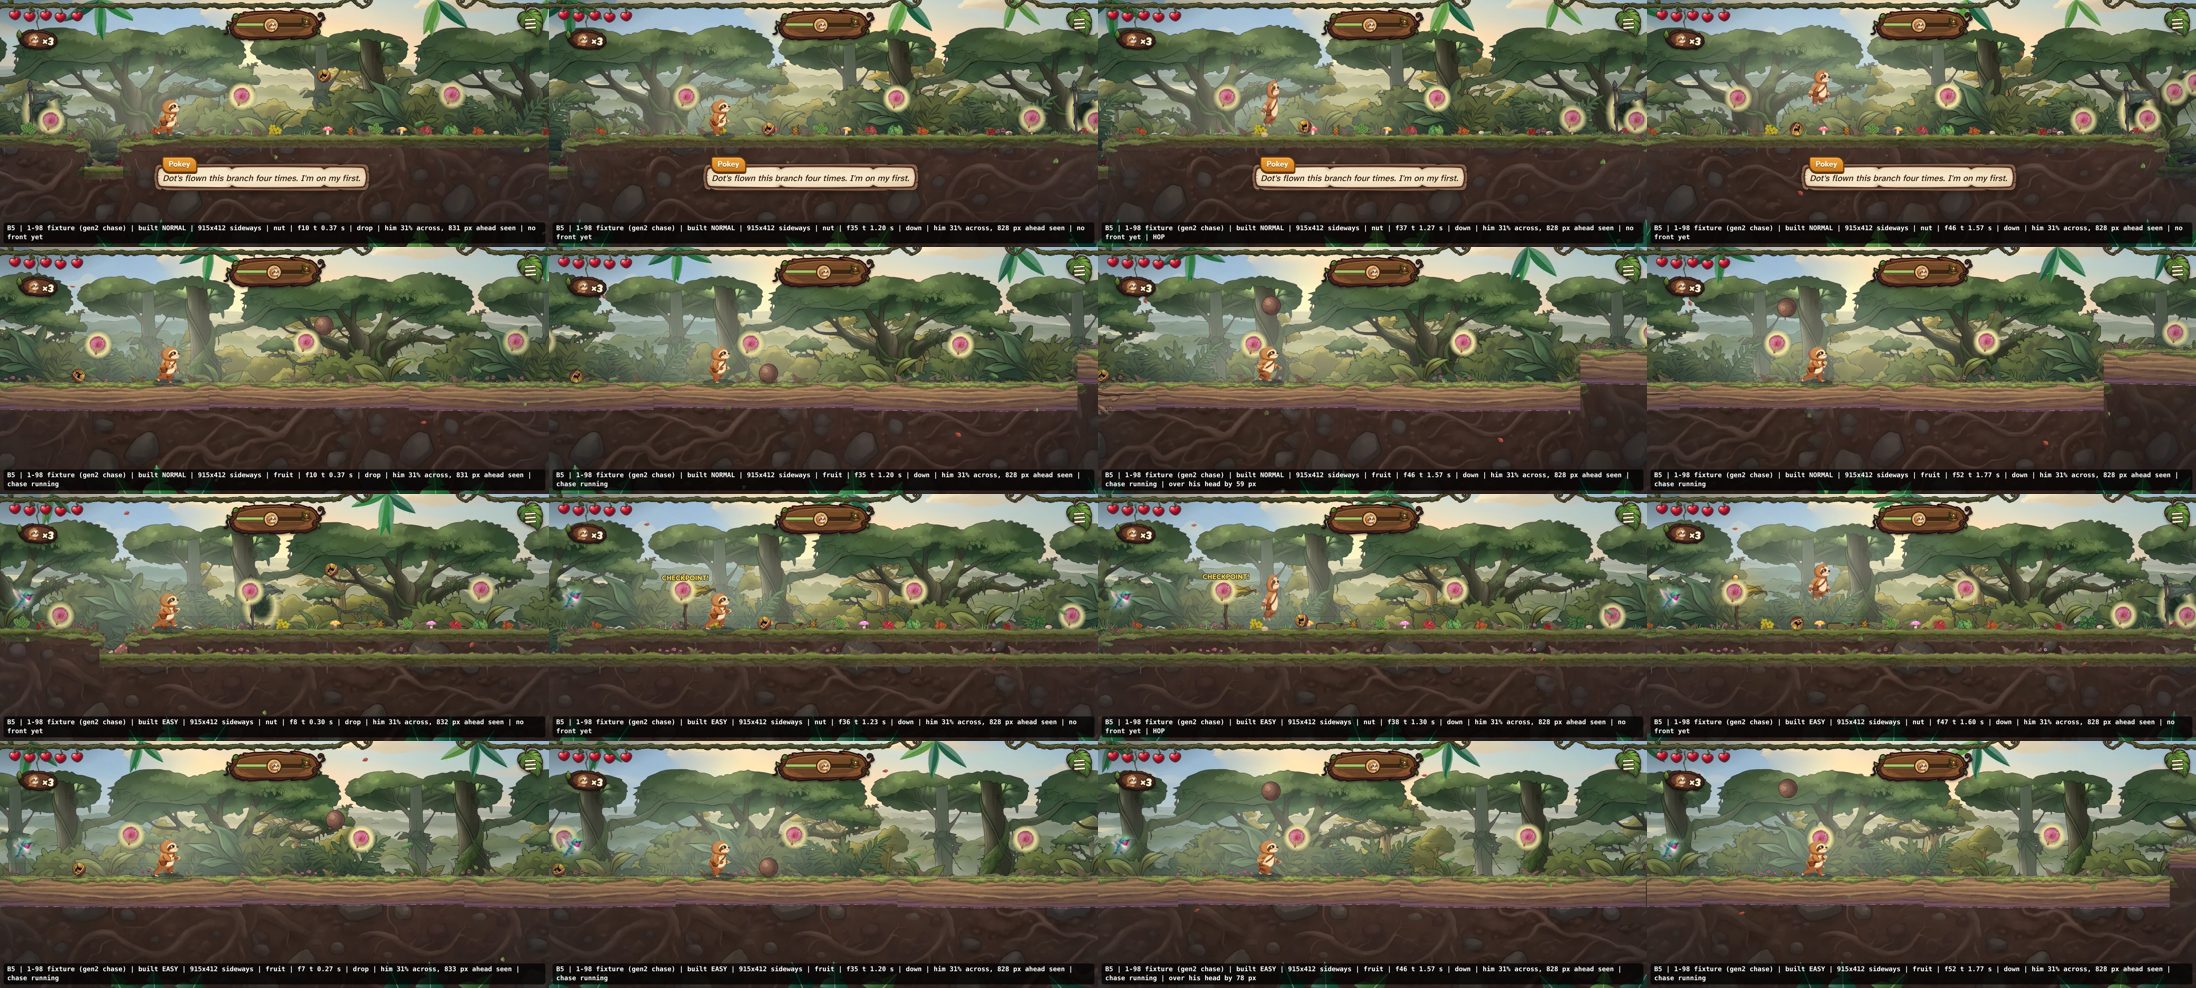 ×3
×3
×3
×3
Pokey
Pokey
Pokey
Pokey
Dot's flown this branch four times. I'm on my first.
Dot's flown this branch four times. I'm on my first.
Dot's flown this branch four times. I'm on my first.
Dot's flown this branch four times. I'm on my first.
B5 | 1-98 fixture (gen2 chase) | built NORMAL | 915x412 sideways | nut | f10 t 0.37 s | drop | him 31% across, 831 px ahead seen | no
front yet
B5 | 1-98 fixture (gen2 chase) | built NORMAL | 915x412 sideways | nut | f35 t 1.20 s | down | him 31% across, 828 px ahead seen | no
front yet
B5 | 1-98 fixture (gen2 chase) | built NORMAL | 915x412 sideways | nut | f37 t 1.27 s | down | him 31% across, 828 px ahead seen | no
front yet | HOP
B5 | 1-98 fixture (gen2 chase) | built NORMAL | 915x412 sideways | nut | f46 t 1.57 s | down | him 31% across, 828 px ahead seen | no
front yet
×3
×3
×3
×3
B5 | 1-98 fixture (gen2 chase) | built NORMAL | 915x412 sideways | fruit | f10 t 0.37 s | drop | him 31% across, 831 px ahead seen |
chase running
B5 | 1-98 fixture (gen2 chase) | built NORMAL | 915x412 sideways | fruit | f35 t 1.20 s | down | him 31% across, 828 px ahead seen |
chase running
B5 | 1-98 fixture (gen2 chase) | built NORMAL | 915x412 sideways | fruit | f46 t 1.57 s | down | him 31% across, 828 px ahead seen |
chase running | over his head by 59 px
B5 | 1-98 fixture (gen2 chase) | built NORMAL | 915x412 sideways | fruit | f52 t 1.77 s | down | him 31% across, 828 px ahead seen |
chase running
×3
×3
×3
×3
CHECKPOINT!
CHECKPOINT!
B5 | 1-98 fixture (gen2 chase) | built EASY | 915x412 sideways | nut | f8 t 0.30 s | drop | him 31% across, 832 px ahead seen | no
front yet
B5 | 1-98 fixture (gen2 chase) | built EASY | 915x412 sideways | nut | f36 t 1.23 s | down | him 31% across, 828 px ahead seen | no
front yet
B5 | 1-98 fixture (gen2 chase) | built EASY | 915x412 sideways | nut | f38 t 1.30 s | down | him 31% across, 828 px ahead seen | no
front yet | HOP
B5 | 1-98 fixture (gen2 chase) | built EASY | 915x412 sideways | nut | f47 t 1.60 s | down | him 31% across, 828 px ahead seen | no
front yet
×3
×3
×3
×3
B5 | 1-98 fixture (gen2 chase) | built EASY | 915x412 sideways | fruit | f7 t 0.27 s | drop | him 31% across, 833 px ahead seen |
chase running
B5 | 1-98 fixture (gen2 chase) | built EASY | 915x412 sideways | fruit | f35 t 1.20 s | down | him 31% across, 828 px ahead seen |
chase running
B5 | 1-98 fixture (gen2 chase) | built EASY | 915x412 sideways | fruit | f46 t 1.57 s | down | him 31% across, 828 px ahead seen |
chase running | over his head by 78 px
B5 | 1-98 fixture (gen2 chase) | built EASY | 915x412 sideways | fruit | f52 t 1.77 s | down | him 31% across, 828 px ahead seen |
chase running